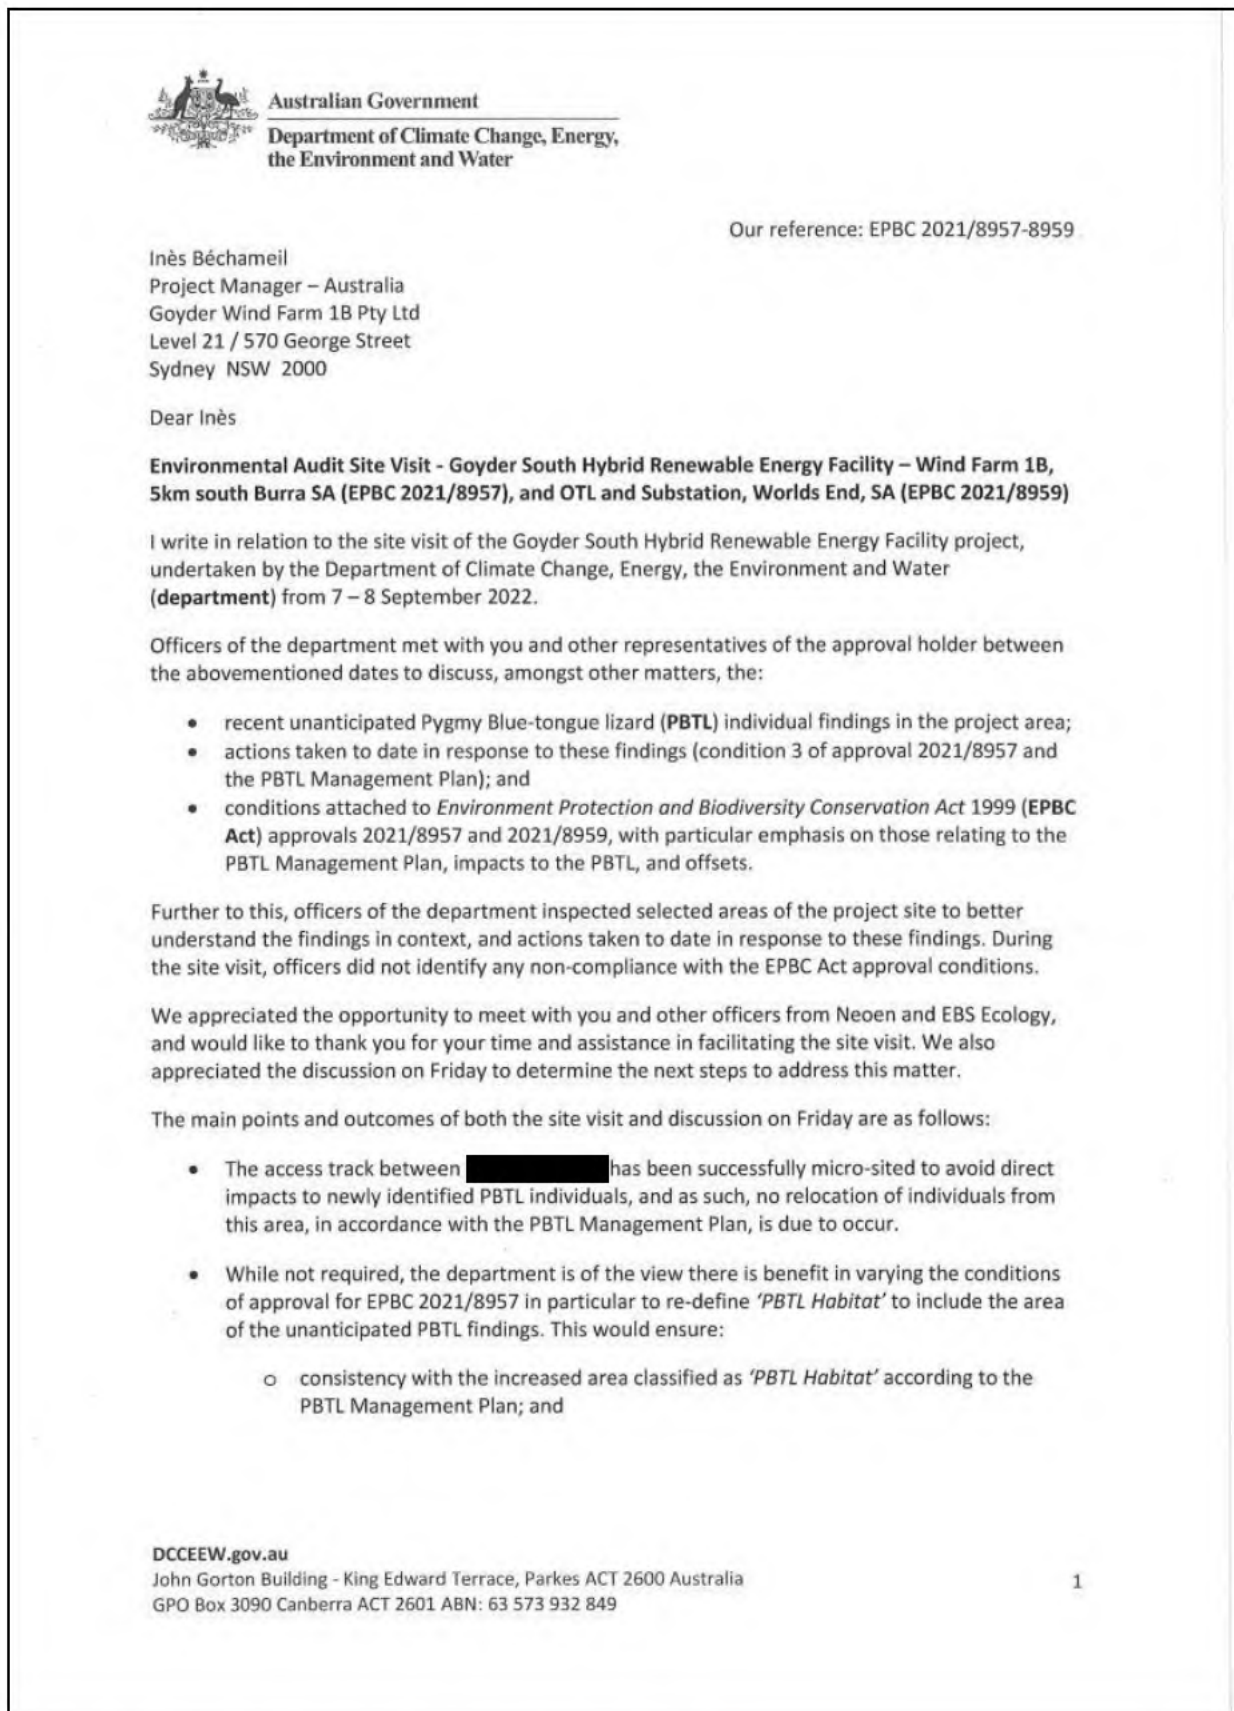 Australian Government
Department of Climate Change, Energy,
the Environment and Water
Our reference: EPBC 2021/8957-8959
Inès Béchameil
Project Manager – Australia
Goyder Wind Farm 1B Pty Ltd
Level 21 / 570 George Street
Sydney NSW 2000
Dear Inès
Environmental Audit Site Visit - Goyder South Hybrid Renewable Energy Facility – Wind Farm 1B,
5km south Burra SA (EPBC 2021/8957), and OTL and Substation, Worlds End, SA (EPBC 2021/8959)
I write in relation to the site visit of the Goyder South Hybrid Renewable Energy Facility project,
undertaken by the Department of Climate Change, Energy, the Environment and Water
(department) from 7 – 8 September 2022.
Officers of the department met with you and other representatives of the approval holder between
the abovementioned dates to discuss, amongst other matters, the:
• recent unanticipated Pygmy Blue-tongue lizard (PBTL) individual findings in the project area;
• actions taken to date in response to these findings (condition 3 of approval 2021/8957 and
the PBTL Management Plan); and
• conditions attached to Environment Protection and Biodiversity Conservation Act 1999 (EPBC
Act) approvals 2021/8957 and 2021/8959, with particular emphasis on those relating to the
PBTL Management Plan, impacts to the PBTL, and offsets.
Further to this, officers of the department inspected selected areas of the project site to better
understand the findings in context, and actions taken to date in response to these findings. During
the site visit, officers did not identify any non-compliance with the EPBC Act approval conditions.
We appreciated the opportunity to meet with you and other officers from Neoen and EBS Ecology,
and would like to thank you for your time and assistance in facilitating the site visit. We also
appreciated the discussion on Friday to determine the next steps to address this matter.
The main points and outcomes of both the site visit and discussion on Friday are as follows:
• The access track between has been successfully micro-sited to avoid direct
impacts to newly identified PBTL individuals, and as such, no relocation of individuals from
this area, in accordance with the PBTL Management Plan, is due to occur.
• While not required, the department is of the view there is benefit in varying the conditions
of approval for EPBC 2021/8957 in particular to re-define 'PBTL Habitat' to include the area
of the unanticipated PBTL findings. This would ensure:
o consistency with the increased area classified as 'PBTL Habitat' according to the
PBTL Management Plan; and
DCCEEW.gov.au
John Gorton Building - King Edward Terrace, Parkes ACT 2600 Australia
GPO Box 3090 Canberra ACT 2601 ABN: 63 573 932 849
1